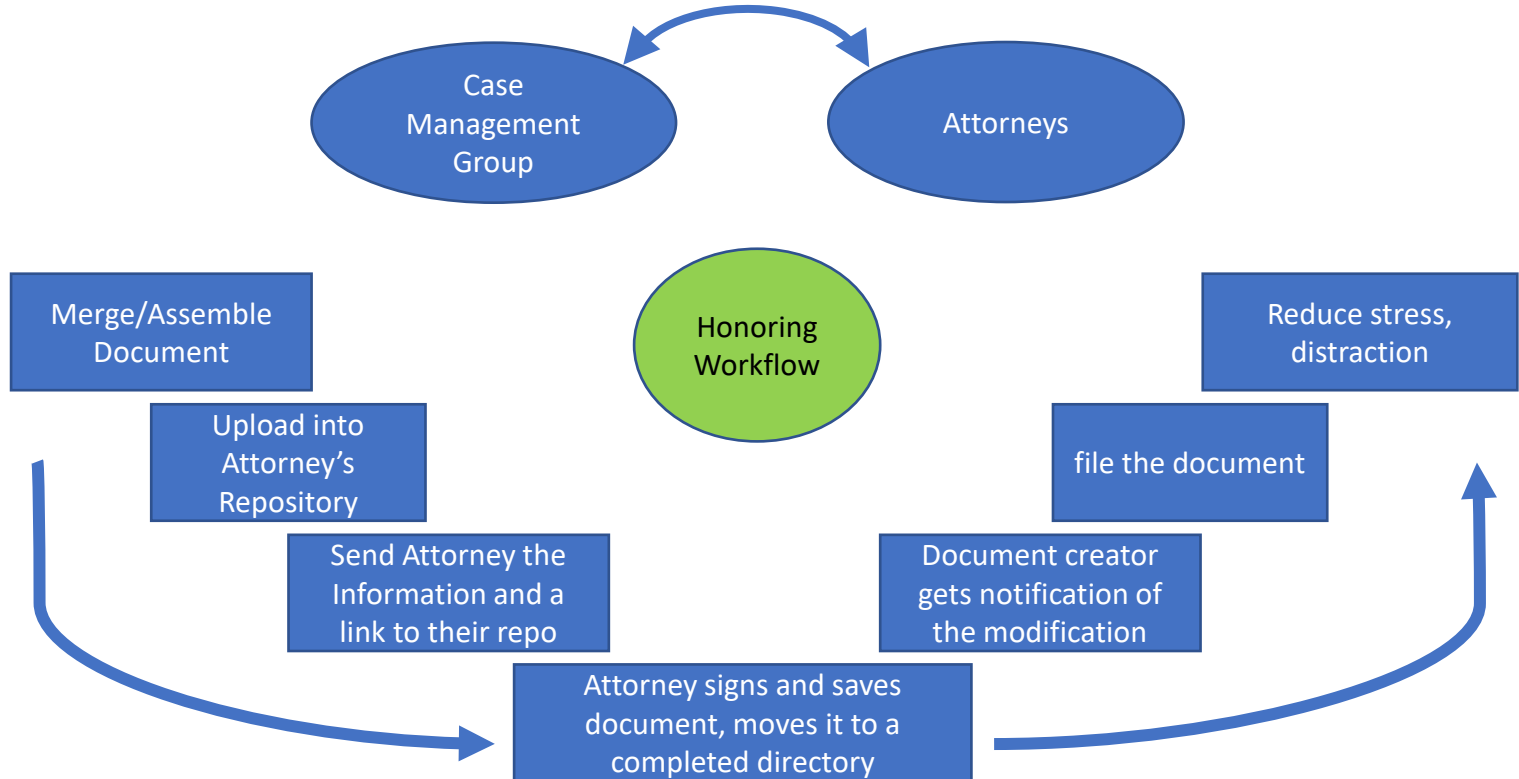 Case
Management
Group
Attorneys
Honoring
Workflow
Merge/Assemble
Document
Upload into
Attorney’s
Repository
Send Attorney the
Information and a
link to their repo
Attorney signs and saves
document, moves it to a
completed directory
Document creator
gets notification of
the modification
file the document
Reduce stress,
distraction